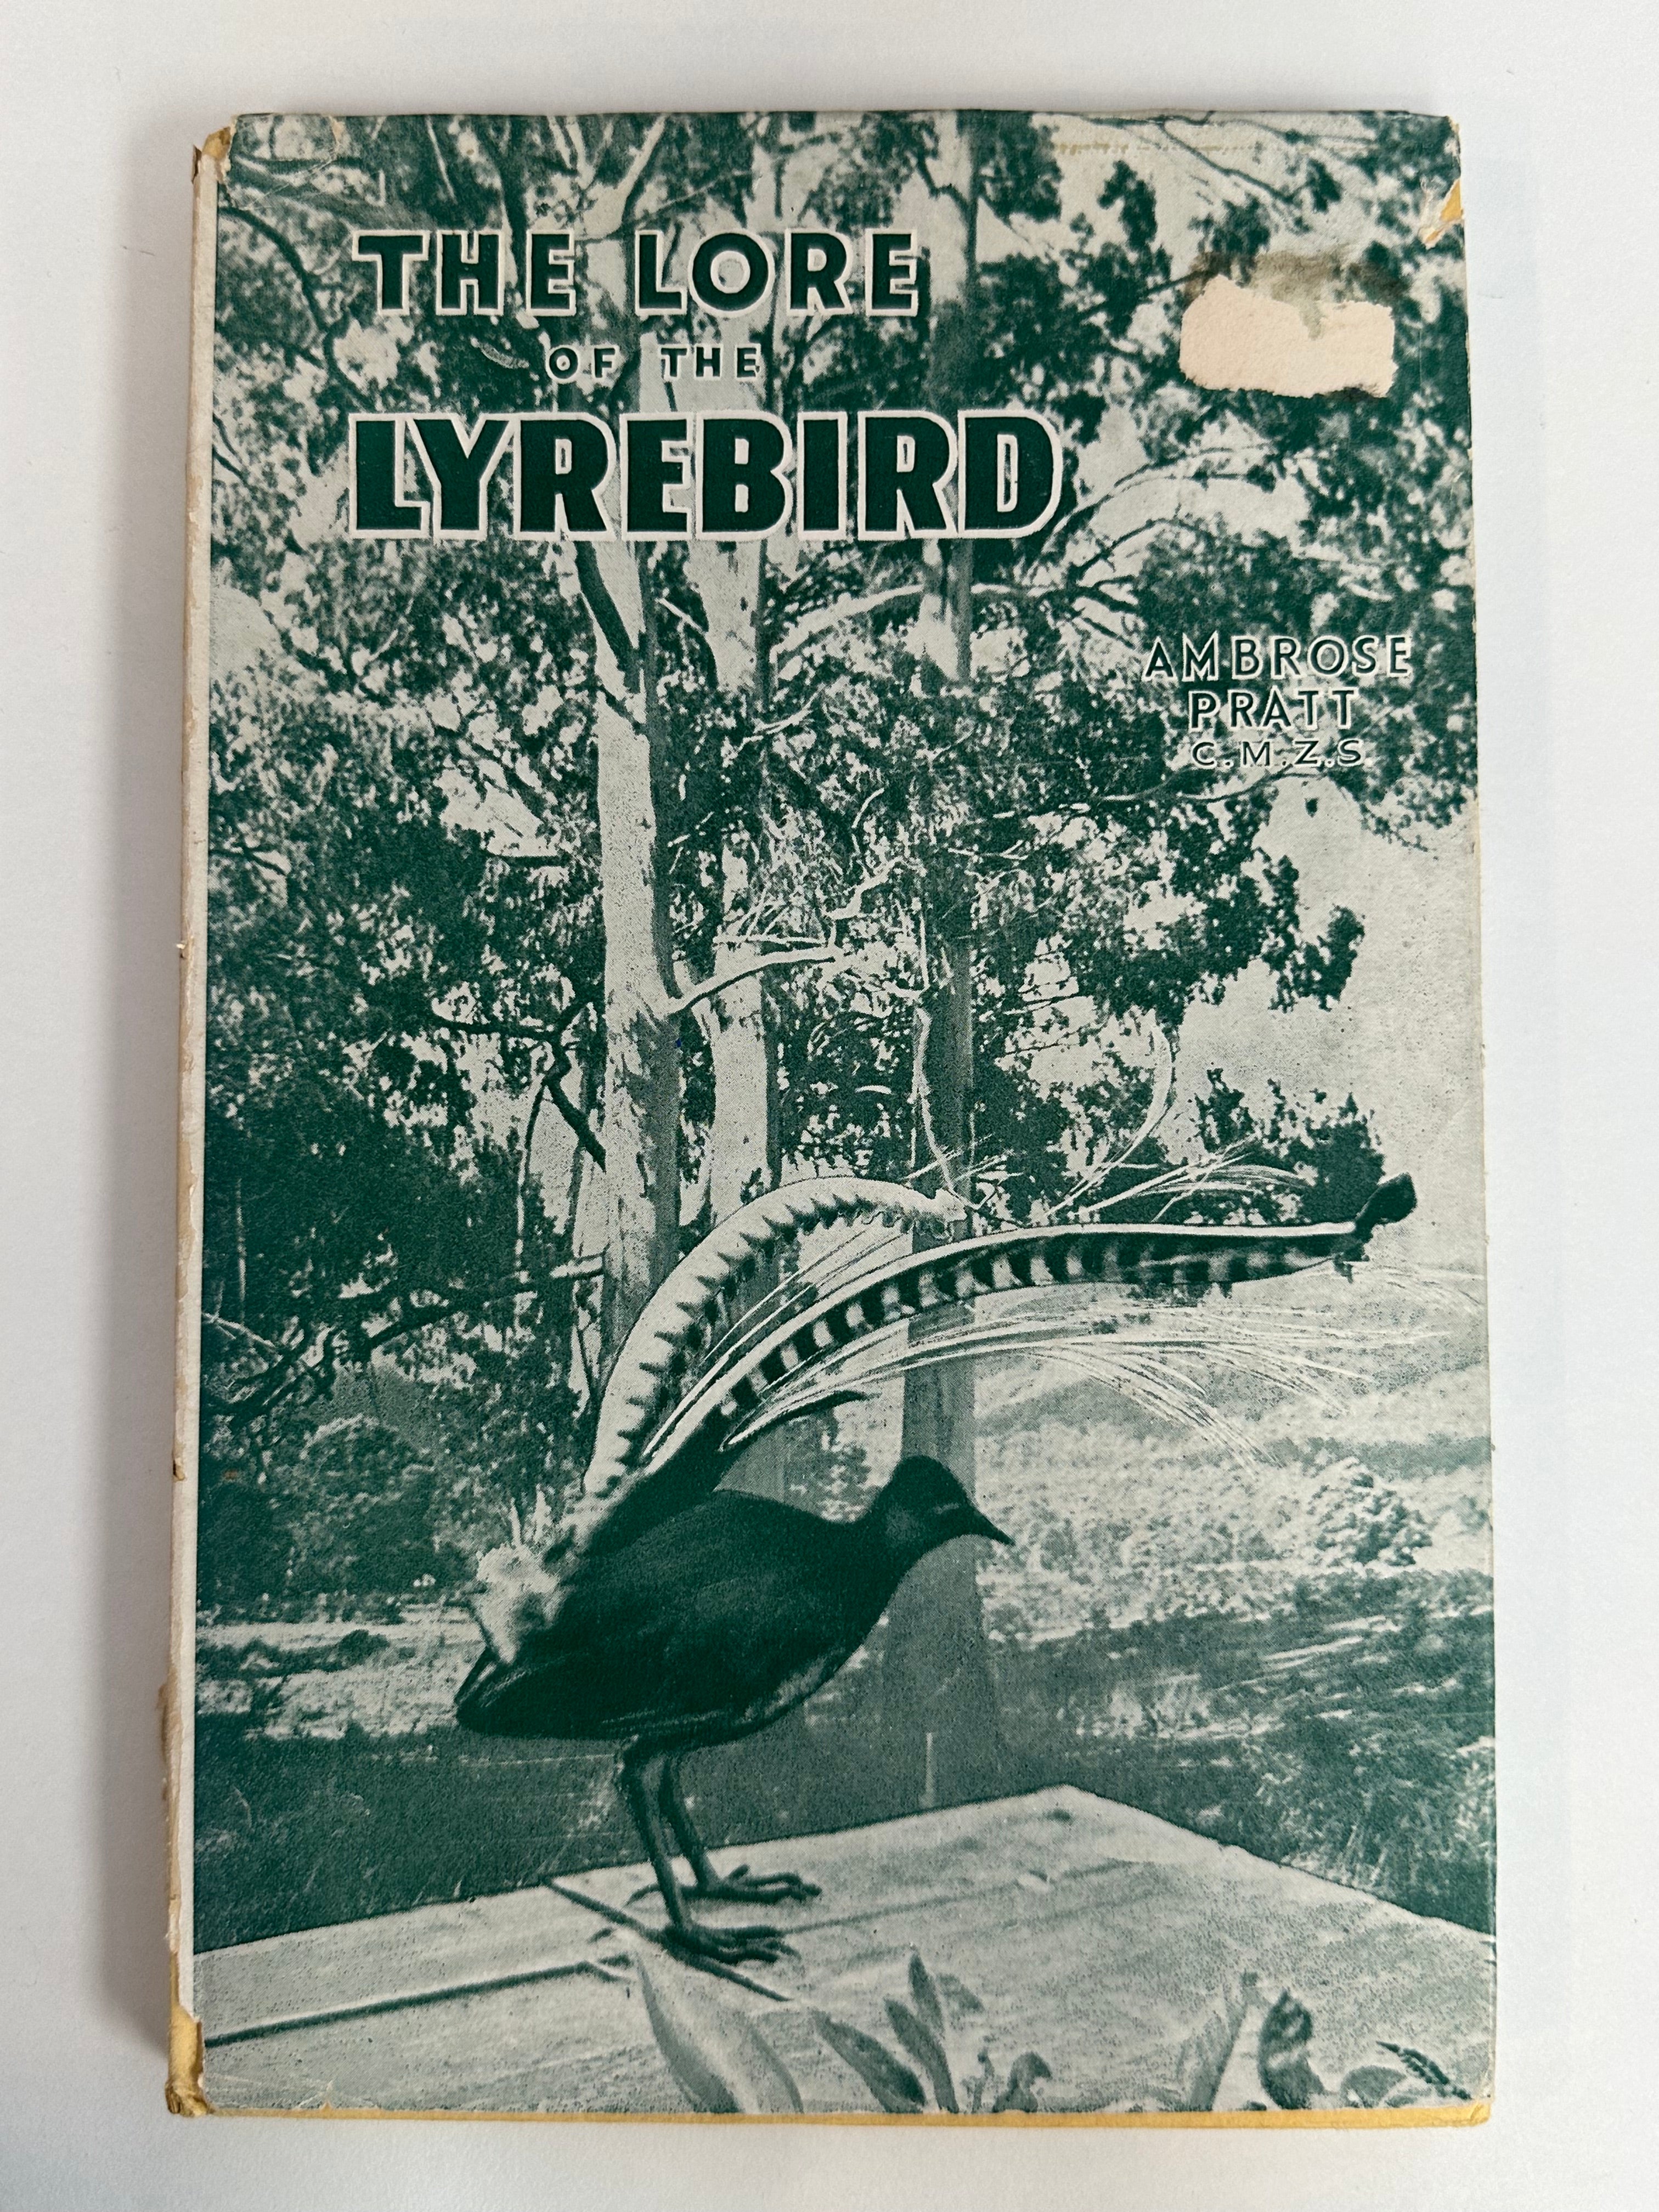 THE LORE
OF THE
LYREBIRD
AMBROSE
PRATT
C.M.Z.S